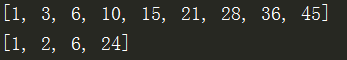 [1, 3, 6, 10, 15, 21, 28, 36, 45]
[1, 2, 6, 24]